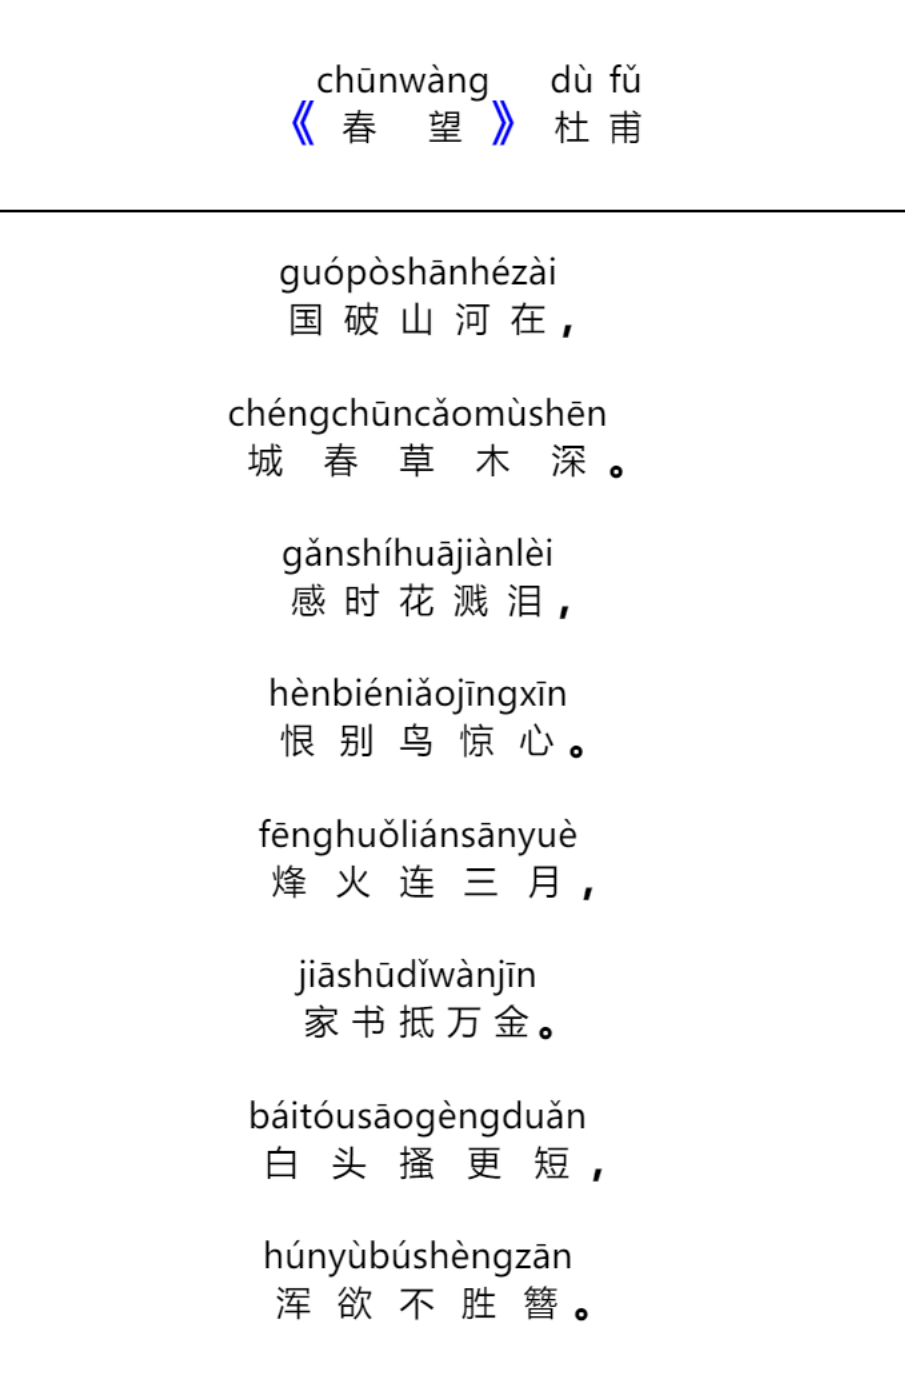 chūnwàng dù fǔ
《春望》杜甫
guópòshānhézài
国破山河在，
chéngchūncǎomùshēn
城春草木深。
gǎnshíhuājiànlèi
感时花溅泪，
hènbiéniǎojīngxīn
恨别鸟惊心。
fēnghuǒliánsānyuè
烽火连三月，
jiāshūdǐwànjīn
家书抵万金。
báitóusāogèngduǎn
白头搔更短，
húnyùbúshèngzān
浑欲不胜簪。